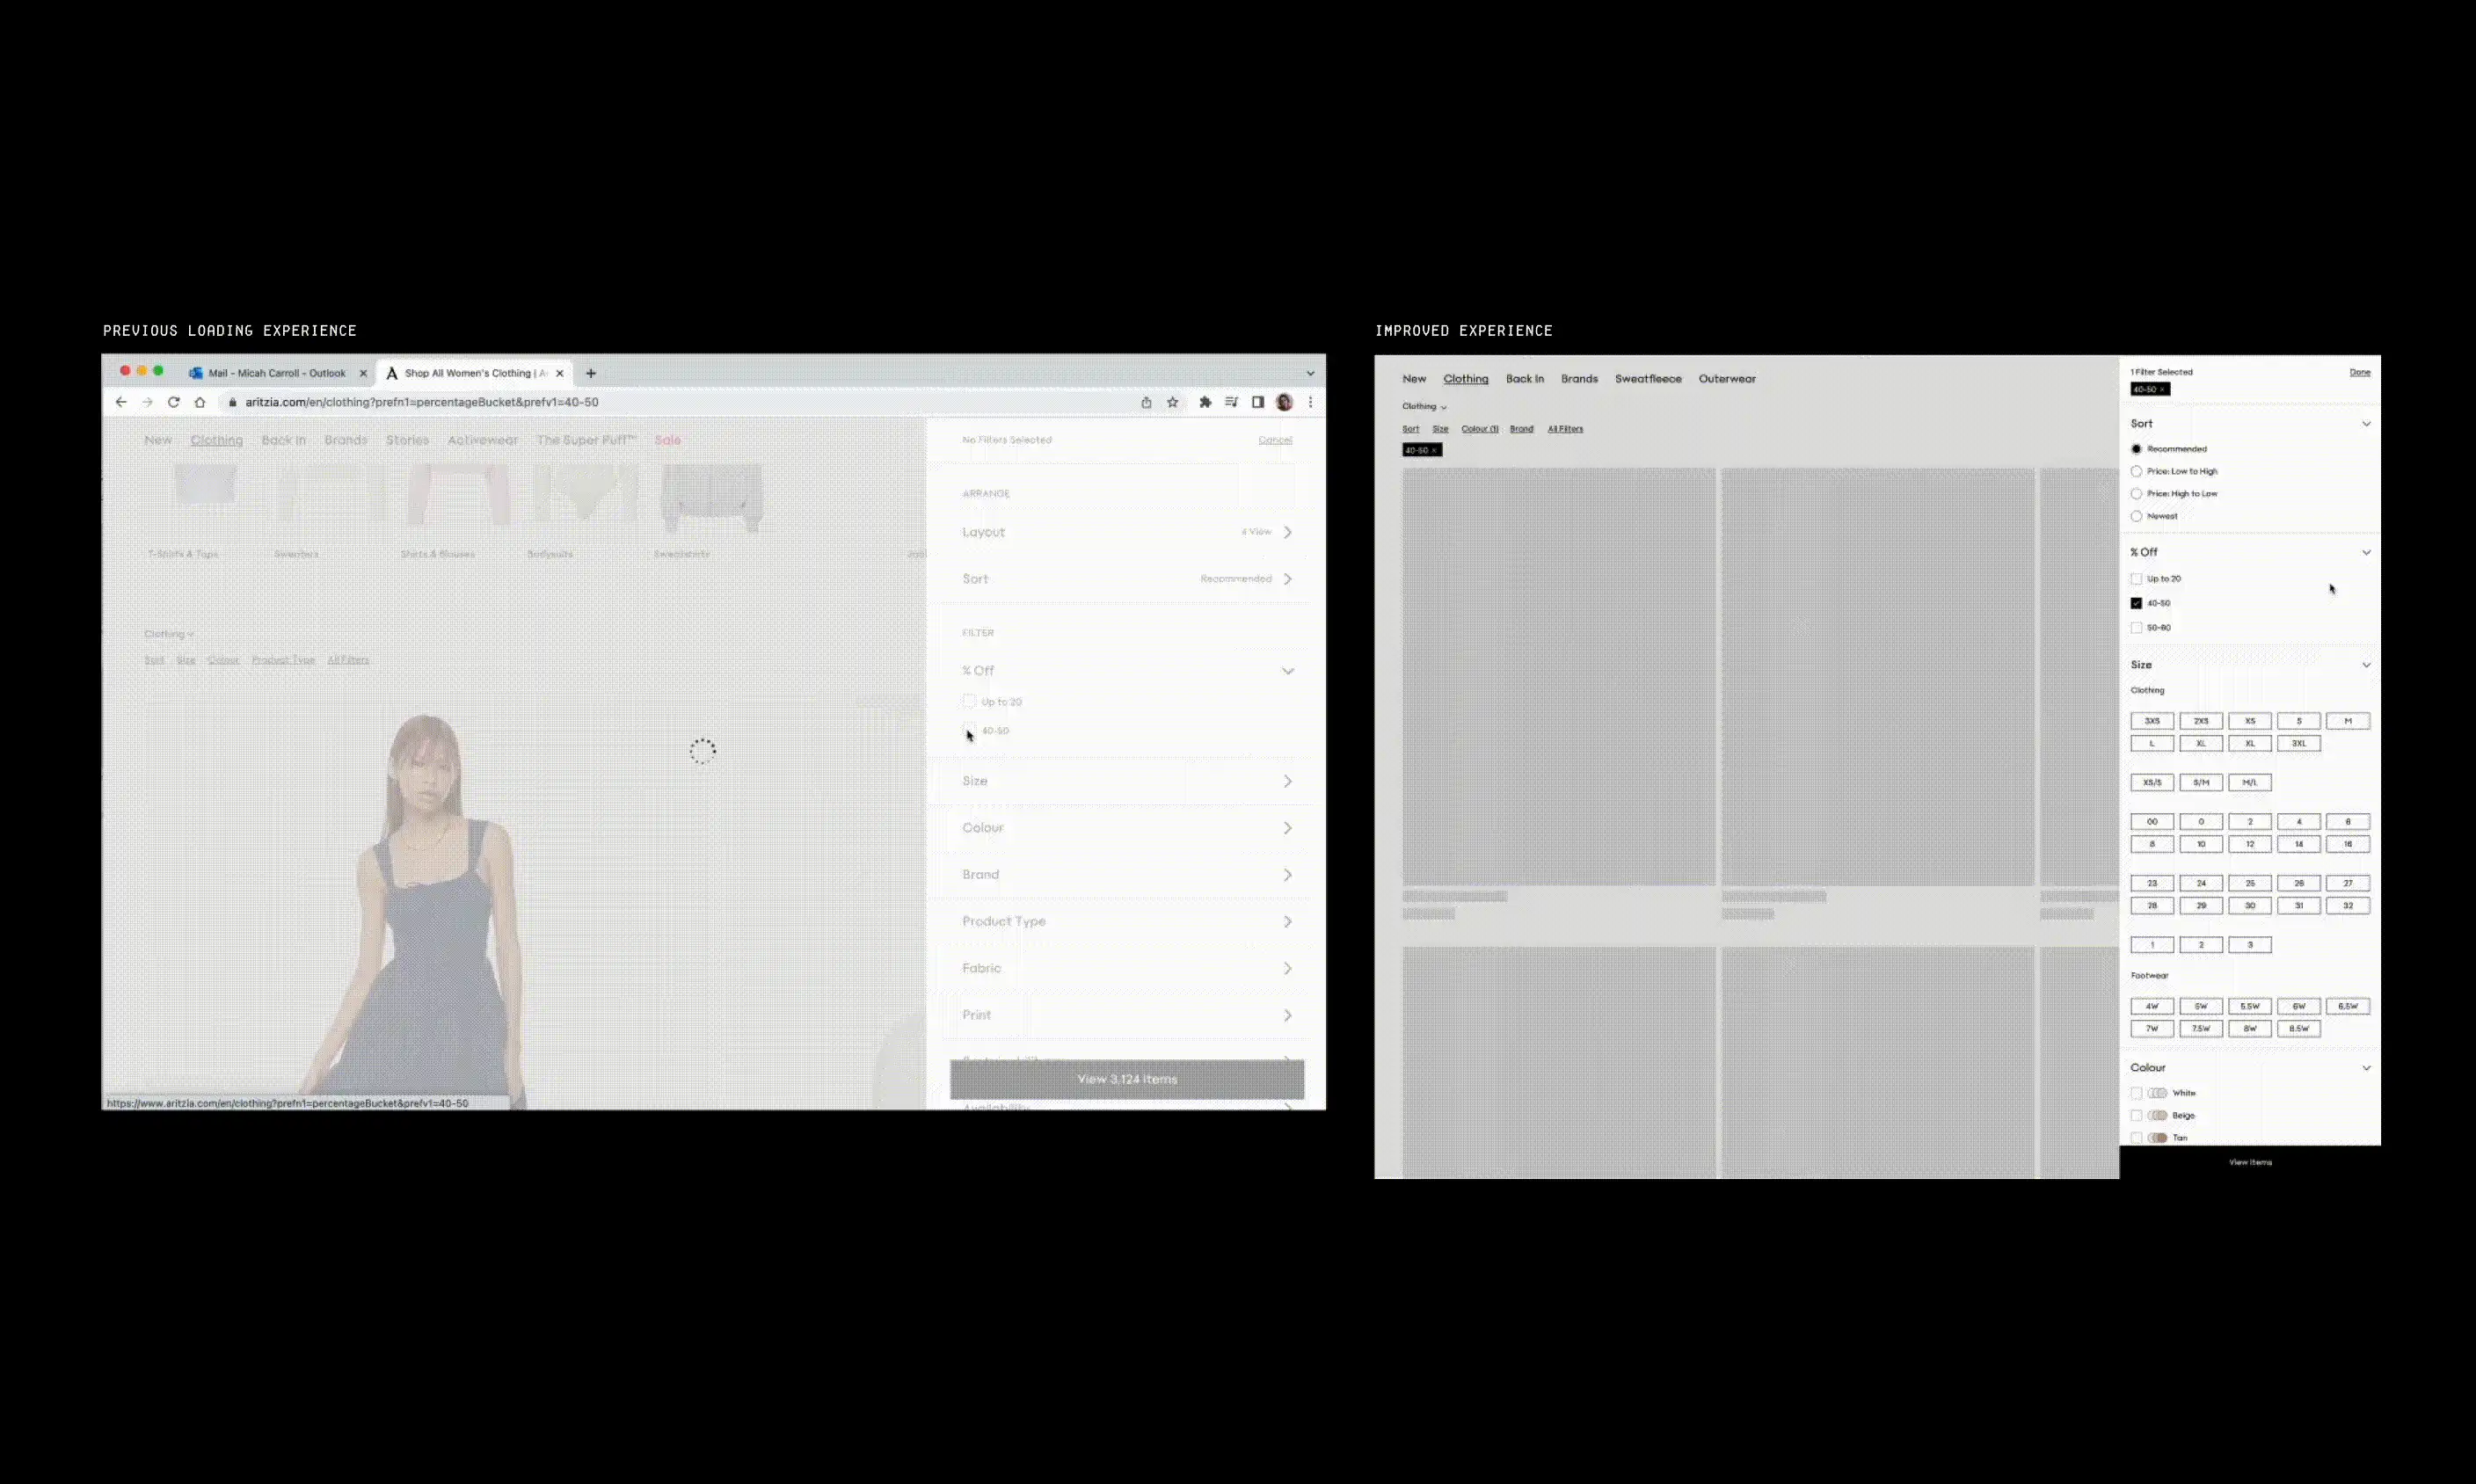 PREVIOUS LOADING EXPERIENCE
Mail - Micah Carroll - Outlook
Shop All Women's Clothing | A
aritzia.com/en/clothing?prefn1=percentageBucket&prefv1=40-50
New Clothing Back In Brands Stories Activewear The Super Puff™ Sale
T-Shirts & Tops Sweaters Shirts & Blouses Bodysuits Sweatshirts
Clothing
Sort Size Colour Product Type All Filters
No Filters Selected Cancel
ARRANGE
Layout 4 View
Sort Recommended
FILTER
% Off
Up to 20
40-50
Size
Colour
Brand
Product Type
Fabric
Print
View 3,124 Items
Availability
https://www.aritzia.com/en/clothing?prefn1=percentageBucket&prefv1=40-50
IMPROVED EXPERIENCE
New Clothing Back In Brands Sweatfleece Outerwear
Clothing
Sort Size Colour (1) Brand All Filters
40-50 ×
1 Filter Selected Done
40-50 ×
Sort
Recommended
Price: Low to High
Price: High to Low
Newest
% Off
Up to 20
40-50
50-60
Size
Clothing
3XS 2XS XS S M
L XL XL 3XL
XS/S S/M M/L
00 0 2 4 6
8 10 12 14 16
23 24 25 26 27
28 29 30 31 32
1 2 3
Footwear
4W 5W 5.5W 6W 6.5W
7W 7.5W 8W 8.5W
Colour
White
Beige
Tan
View Items